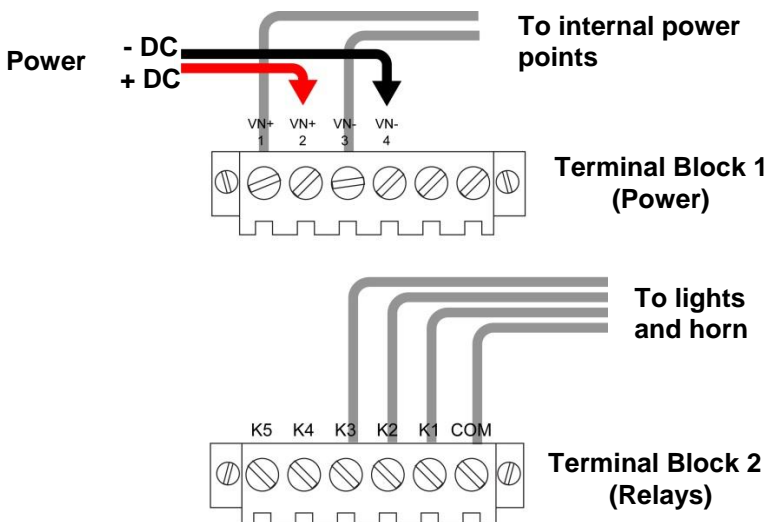 To internal power
points
- DC
Power
+ DC
VN+ VN+ VN- VN-
1 2 3 4
Terminal Block 1
(Power)
To lights
and horn
K5 K4 K3 K2 K1 COM
Terminal Block 2
(Relays)